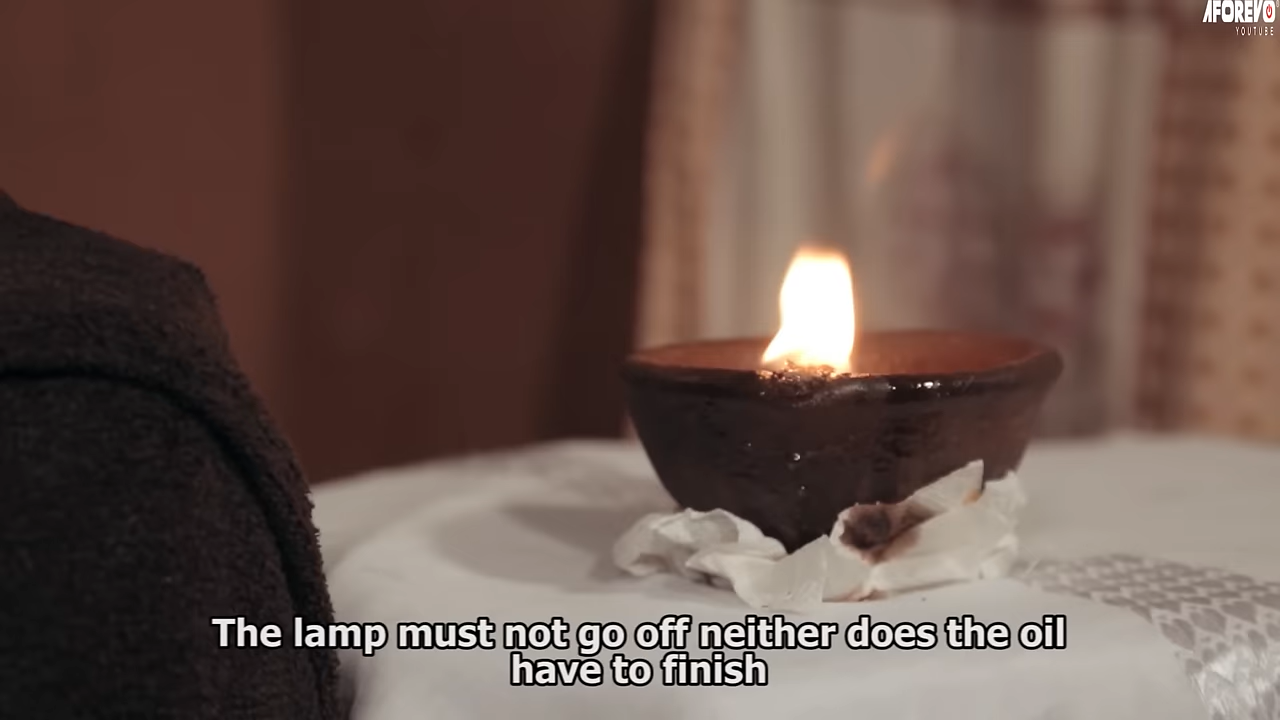 AFOREVO
YOUTUBE
The lamp must not go off neither does the oil
have to finish